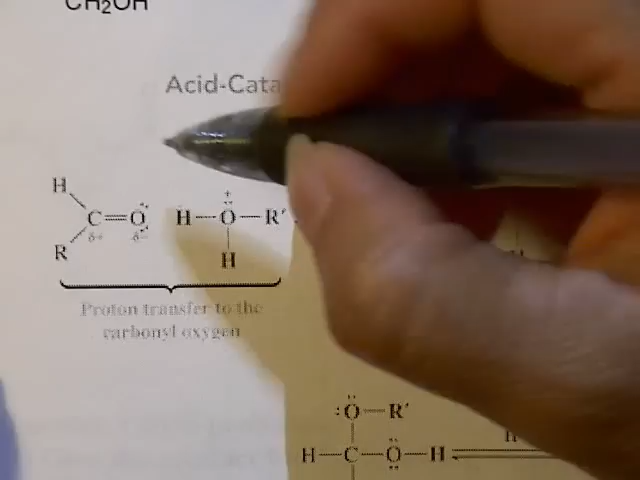 CH₂OH
Acid-Cata
H
C=O H—O—R'
δ+ δ−
+
R H
Proton transfer to the
carbonyl oxygen
:O—R'
H—C—O—H
H